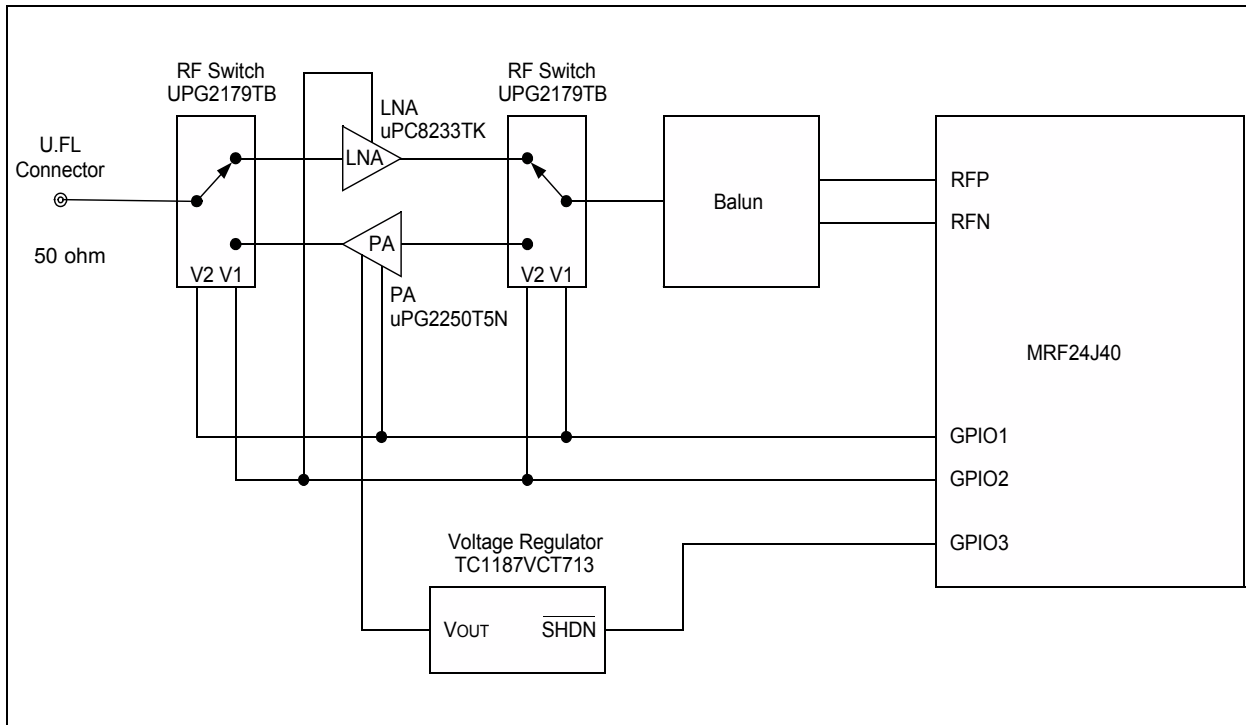 RF Switch
UPG2179TB
RF Switch
UPG2179TB
LNA
uPC8233TK
U.FL
Connector
50 ohm
LNA
PA
V2 V1
V2 V1
PA
uPG2250T5N
Balun
RFP
RFN
MRF24J40
GPIO1
GPIO2
GPIO3
Voltage Regulator
TC1187VCT713
VOUT SHDN